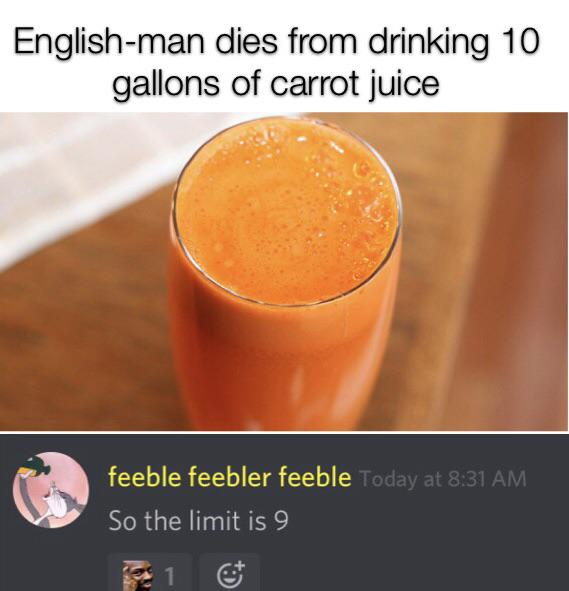 English-man dies from drinking 10
gallons of carrot juice
feeble feebler feeble Today at 8:31 AM
So the limit is 9
1